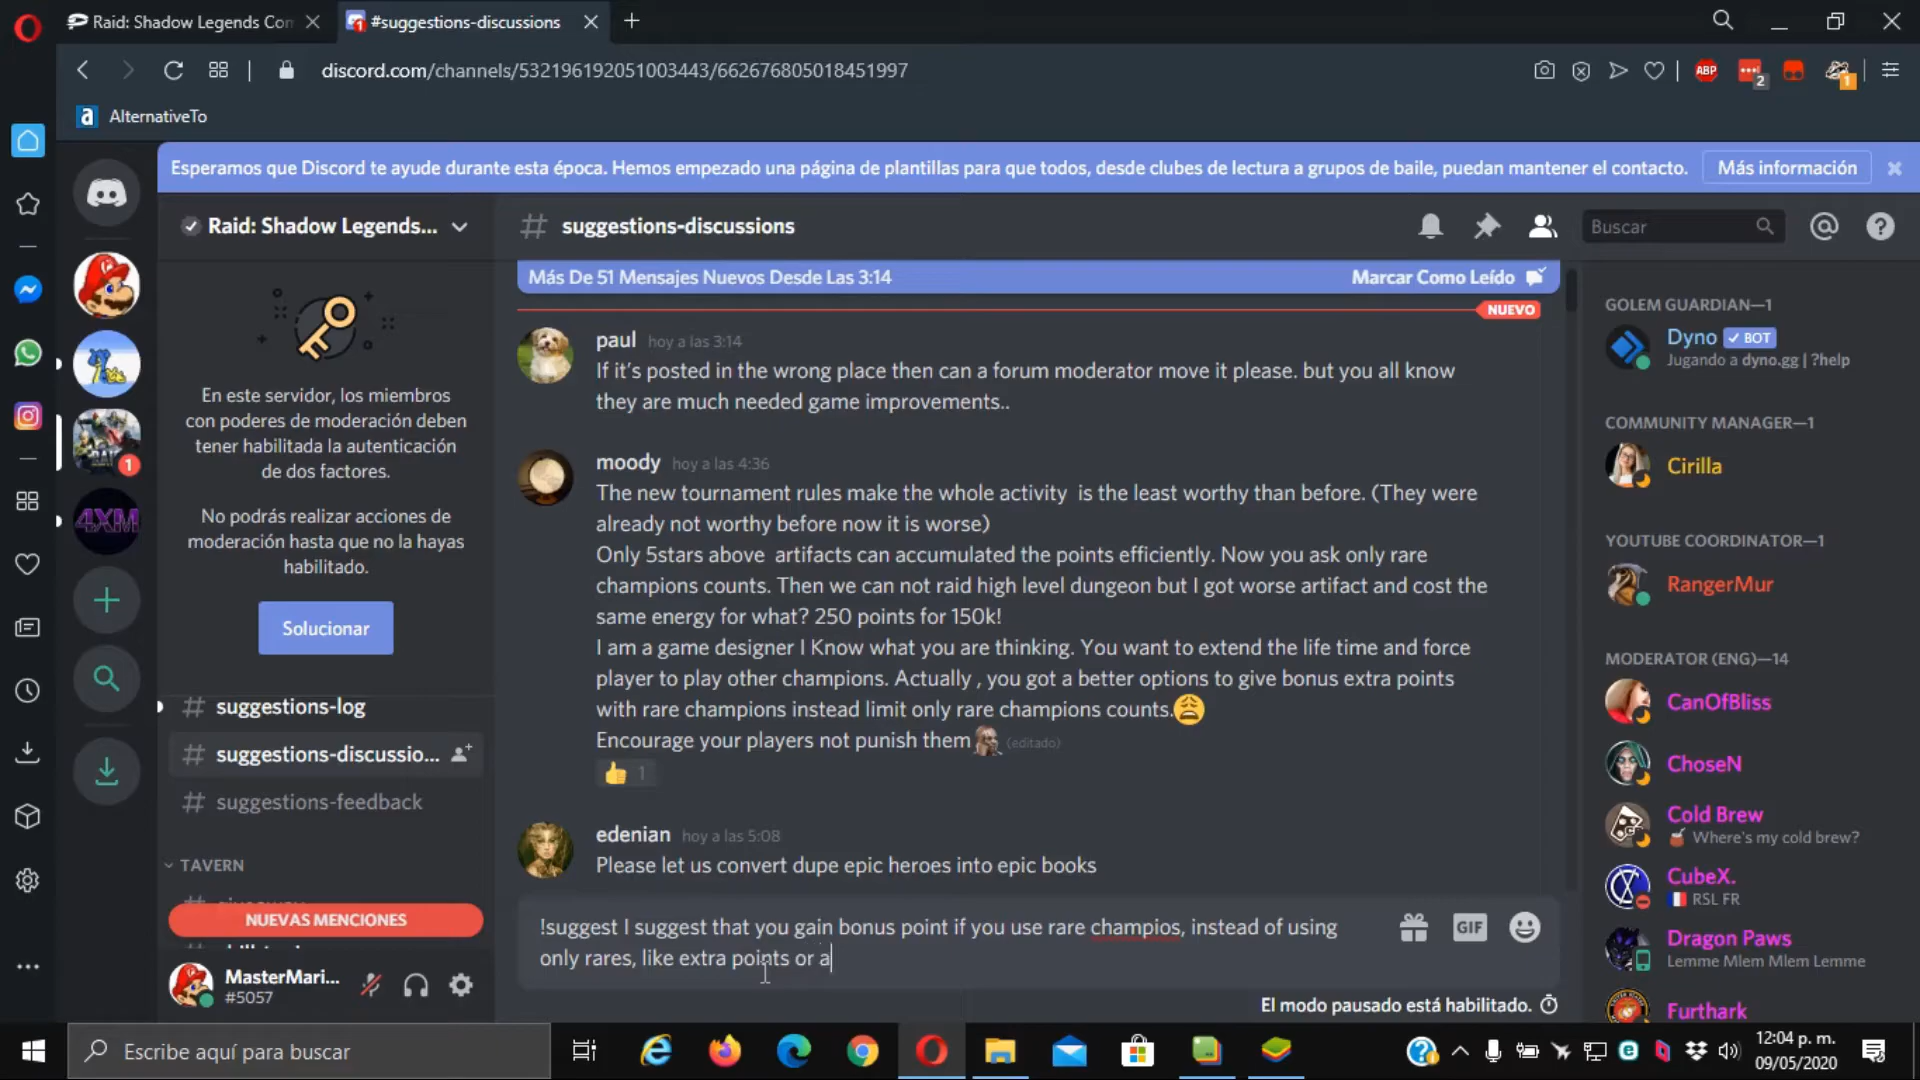 Raid: Shadow Legends Con
#suggestions-discussions
discord.com/channels/532196192051003443/662676805018451997
ABP
2
1
AlternativeTo
Esperamos que Discord te ayude durante esta época. Hemos empezado una página de plantillas para que todos, desde clubes de lectura a grupos de baile, puedan mantener el contacto.
Más información
Raid: Shadow Legends...
suggestions-discussions
Buscar
Más De 51 Mensajes Nuevos Desde Las 3:14
Marcar Como Leído
NUEVO
En este servidor, los miembros
con poderes de moderación deben
tener habilitada la autenticación
de dos factores.
No podrás realizar acciones de
moderación hasta que no la hayas
habilitado.
Solucionar
1
4XM
suggestions-log
suggestions-discussio...
suggestions-feedback
TAVERN
NUEVAS MENCIONES
MasterMari...
#5057
paul hoy a las 3:14
If it's posted in the wrong place then can a forum moderator move it please. but you all know
they are much needed game improvements..
moody hoy a las 4:36
The new tournament rules make the whole activity is the least worthy than before. (They were
already not worthy before now it is worse)
Only 5stars above artifacts can accumulated the points efficiently. Now you ask only rare
champions counts. Then we can not raid high level dungeon but I got worse artifact and cost the
same energy for what? 250 points for 150k!
I am a game designer I Know what you are thinking. You want to extend the life time and force
player to play other champions. Actually , you got a better options to give bonus extra points
with rare champions instead limit only rare champions counts.
Encourage your players not punish them (editado)
1
edenian hoy a las 5:08
Please let us convert dupe epic heroes into epic books
!suggest I suggest that you gain bonus point if you use rare champios, instead of using
only rares, like extra points or a
GIF
El modo pausado está habilitado.
GOLEM GUARDIAN—1
Dyno BOT
Jugando a dyno.gg | ?help
COMMUNITY MANAGER—1
Cirilla
YOUTUBE COORDINATOR—1
RangerMur
MODERATOR (ENG)—14
CanOfBliss
ChoseN
Cold Brew
Where's my cold brew?
CubeX.
RSL FR
Dragon Paws
Lemme Mlem Mlem Lemme
Furthark
Escribe aquí para buscar
12:04 p. m.
09/05/2020